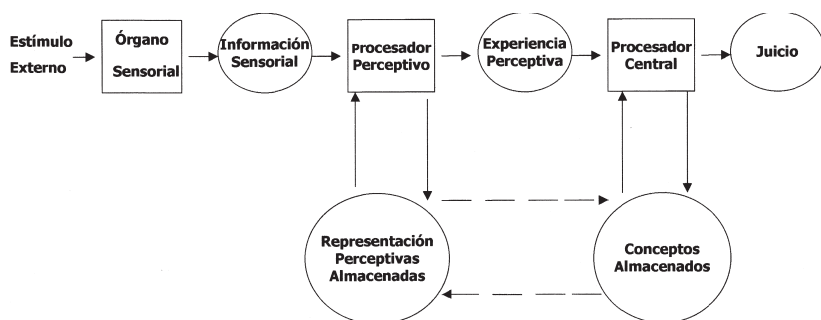 Estímulo
Externo
Órgano
Sensorial
Información
Sensorial
Procesador
Perceptivo
Experiencia
Perceptiva
Procesador
Central
Juicio
Representación
Perceptivas
Almacenadas
Conceptos
Almacenados